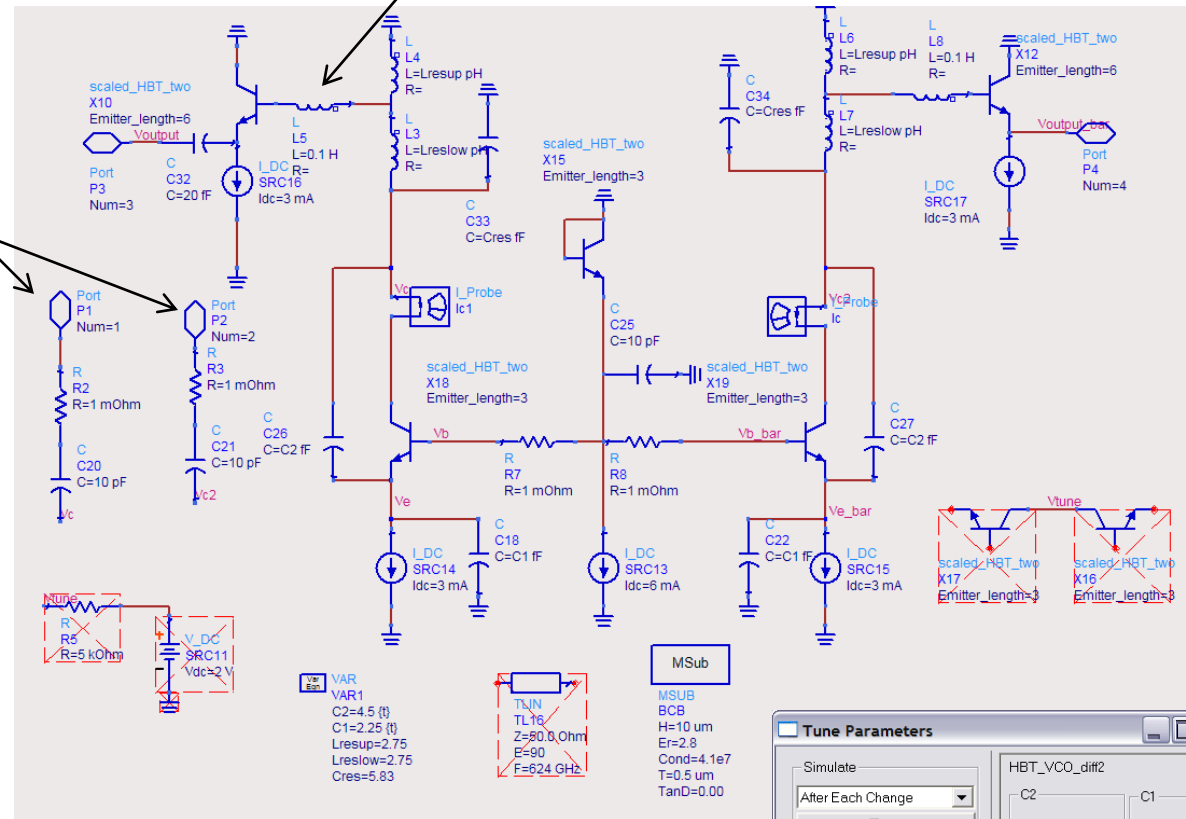 scaled_HBT_two
X10
Emitter_length=6
Voutput
Port
P3
Num=3
C
C32
C=20 fF
L
L5
L=0.1 H
R=
I_DC
SRC16
Idc=3 mA
L
L4
L=Lresup pH
R=
L
L3
L=Lreslow pH
R=
C
C33
C=Cres fF
scaled_HBT_two
X15
Emitter_length=3
C
C34
C=Cres fF
L
L6
L=Lresup pH
R=
L
L7
L=Lreslow pH
R=
L
L8
L=0.1 H
R=
scaled_HBT_two
X12
Emitter_length=6
Voutput_bar
Port
P4
Num=4
I_DC
SRC17
Idc=3 mA
Port
P1
Num=1
R
R2
R=1 mOhm
C
C20
C=10 pF
Vc
Port
P2
Num=2
R
R3
R=1 mOhm
C
C21
C=10 pF
Vc2
Vc
I_Probe
Ic1
C
C26
C=C2 fF
scaled_HBT_two
X18
Emitter_length=3
Vb
R
R7
R=1 mOhm
C
C25
C=10 pF
R
R8
R=1 mOhm
Vb_bar
scaled_HBT_two
X19
Emitter_length=3
Vc2
I_Probe
Ic
C
C27
C=C2 fF
Ve
C
C18
C=C1 fF
I_DC
SRC14
Idc=3 mA
I_DC
SRC13
Idc=6 mA
Ve_bar
C
C22
C=C1 fF
I_DC
SRC15
Idc=3 mA
Vtune
scaled_HBT_two
X17
Emitter_length=3
scaled_HBT_two
X16
Emitter_length=3
Vtune
R
R5
R=5 kOhm
V_DC
SRC11
Vdc=2 V
Var
Eqn
VAR
VAR1
C2=4.5 {t}
C1=2.25 {t}
Lresup=2.75
Lreslow=2.75
Cres=5.83
TLIN
TL16
Z=50.0 Ohm
E=90
F=624 GHz
MSub
MSUB
BCB
H=10 um
Er=2.8
Cond=4.1e7
T=0.5 um
TanD=0.00
Tune Parameters
Simulate
After Each Change
HBT_VCO_diff2
C2
C1